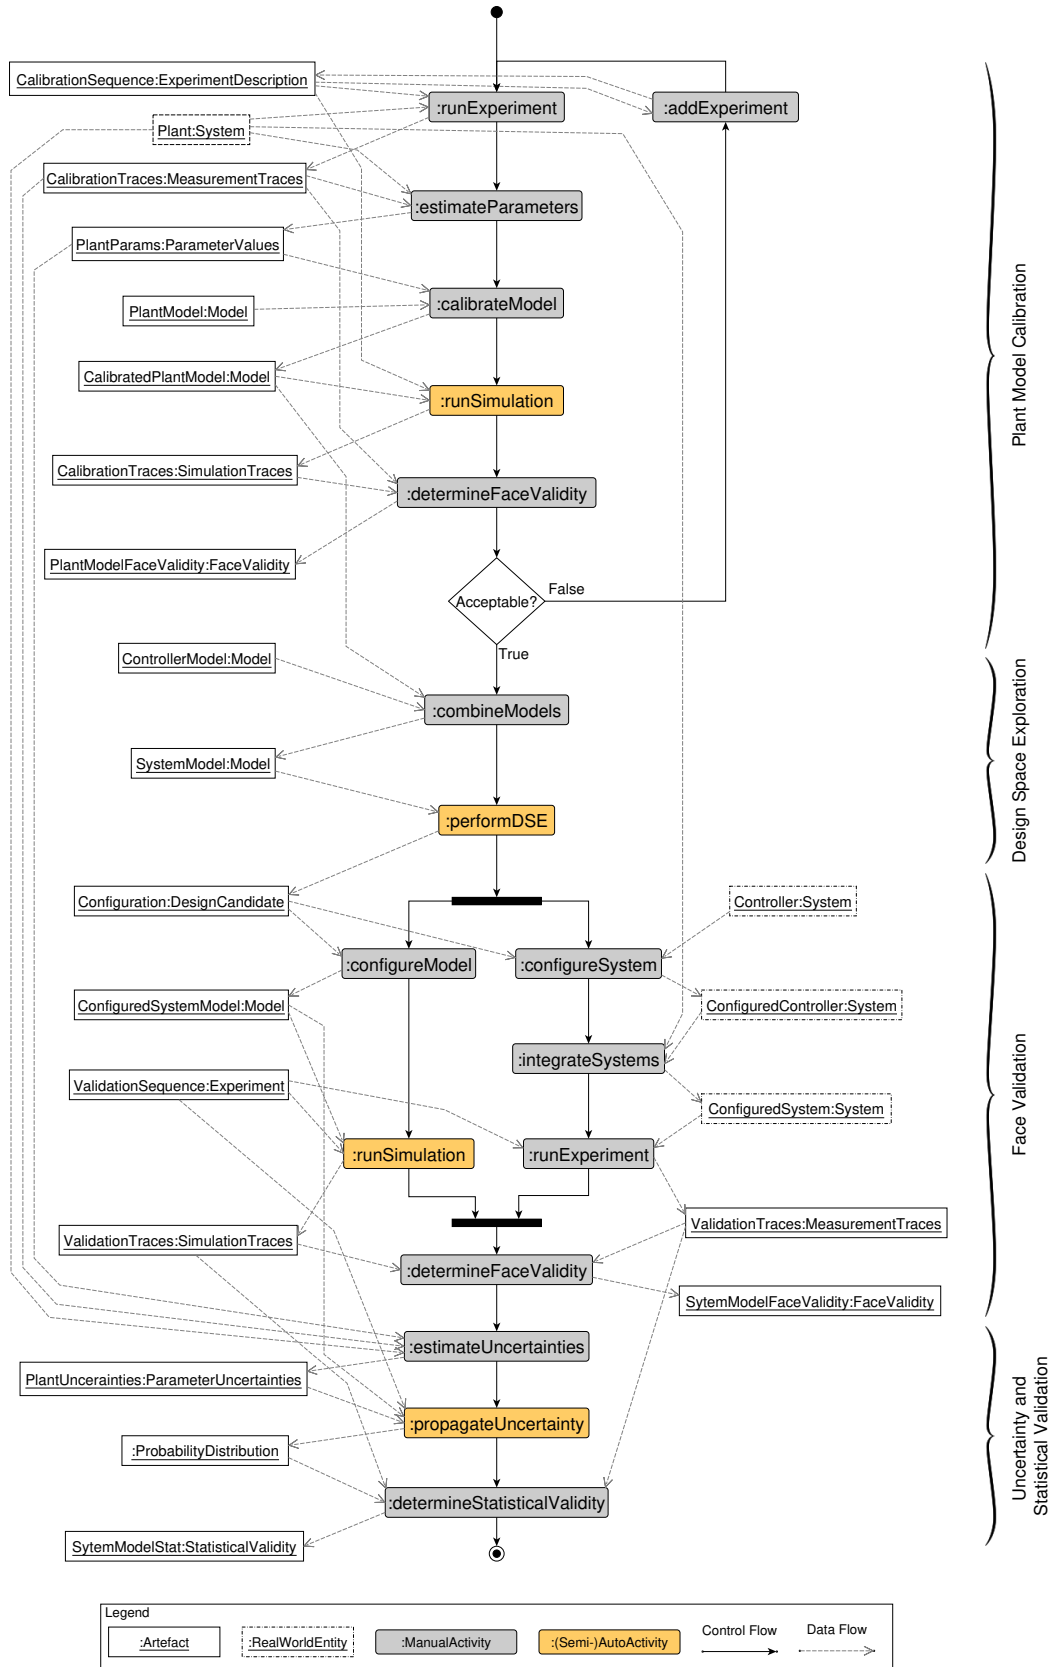 CalibrationSequence:ExperimentDescription
:runExperiment
:addExperiment
Plant:System
CalibrationTraces:MeasurementTraces
:estimateParameters
PlantParams:ParameterValues
:calibrateModel
PlantModel:Model
CalibratedPlantModel:Model
:runSimulation
CalibrationTraces:SimulationTraces
:determineFaceValidity
PlantModelFaceValidity:FaceValidity
False
Acceptable?
True
Plant Model Calibration
ControllerModel:Model
:combineModels
SystemModel:Model
:performDSE
Design Space Exploration
Configuration:DesignCandidate
Controller:System
:configureModel
:configureSystem
ConfiguredSystemModel:Model
ConfiguredController:System
:integrateSystems
ValidationSequence:Experiment
ConfiguredSystem:System
:runSimulation
:runExperiment
ValidationTraces:SimulationTraces
ValidationTraces:MeasurementTraces
:determineFaceValidity
SytemModelFaceValidity:FaceValidity
Face Validation
:estimateUncertainties
PlantUncerainties:ParameterUncertainties
:propagateUncertainty
:ProbabilityDistribution
:determineStatisticalValidity
SytemModelStat:StatisticalValidity
Uncertainty and
Statistical Validation
Legend
:Artefact
:RealWorldEntity
:ManualActivity
:(Semi-)AutoActivity
Control Flow
Data Flow